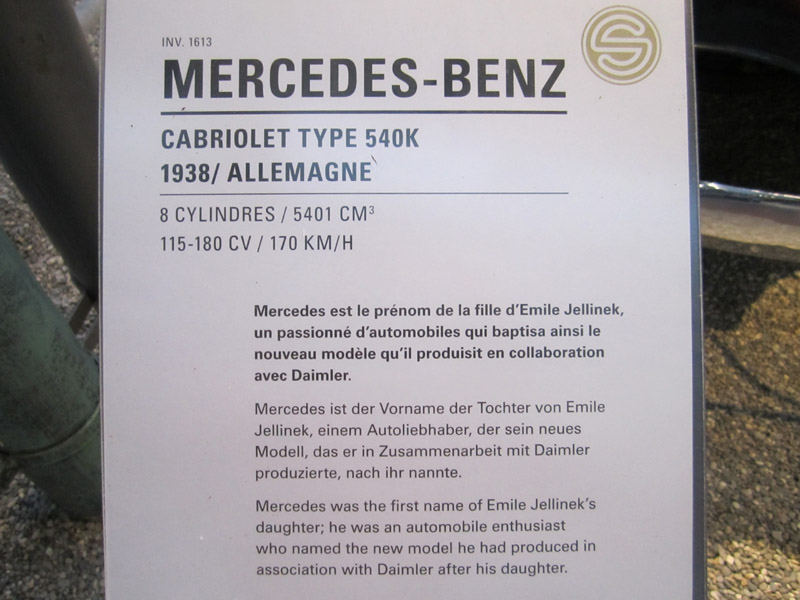 INV. 1613
MERCEDES-BENZ
CABRIOLET TYPE 540K
1938/ ALLEMAGNE
8 CYLINDRES / 5401 CM³
115-180 CV / 170 KM/H
Mercedes est le prénom de la fille d'Emile Jellinek,
un passionné d'automobiles qui baptisa ainsi le
nouveau modèle qu'il produisit en collaboration
avec Daimler.
Mercedes ist der Vorname der Tochter von Emile
Jellinek, einem Autoliebhaber, der sein neues
Modell, das er in Zusammenarbeit mit Daimler
produzierte, nach ihr nannte.
Mercedes was the first name of Emile Jellinek's
daughter; he was an automobile enthusiast
who named the new model he had produced in
association with Daimler after his daughter.